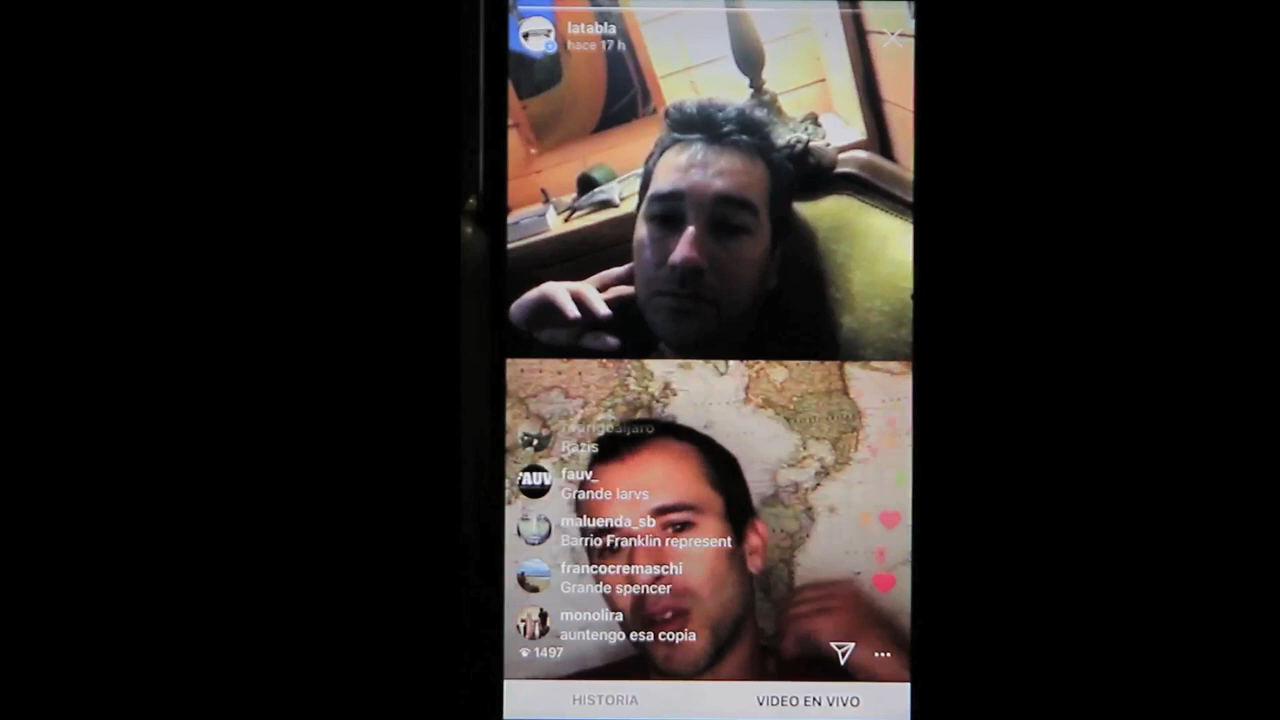 latabla
hace 17 h
Razis
FAUV
fauv_
Grande larvs
maluenda_sb
Barrio Franklin represent
francocremaschi
Grande spencer
monolira
auntengo esa copia
1497
HISTORIA
VIDEO EN VIVO